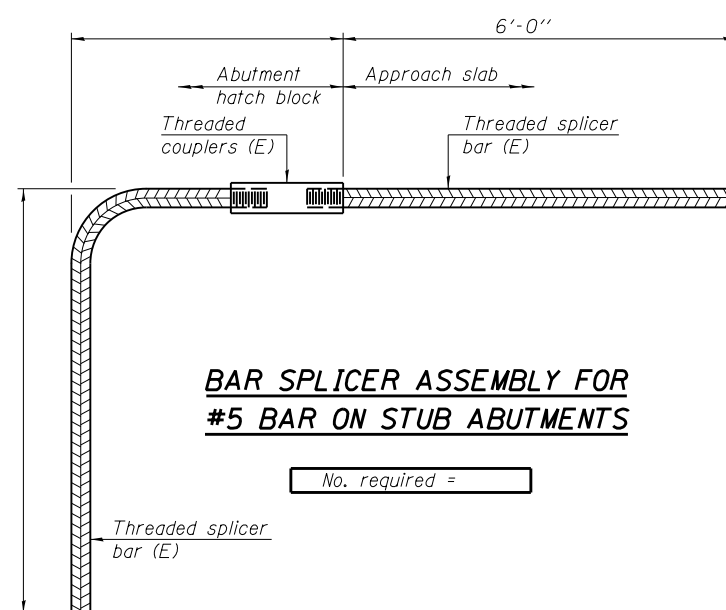 6'-0"
Abutment
hatch block
Approach slab
Threaded
couplers (E)
Threaded splicer
bar (E)
BAR SPLICER ASSEMBLY FOR
#5 BAR ON STUB ABUTMENTS
No. required =
Threaded splicer
bar (E)